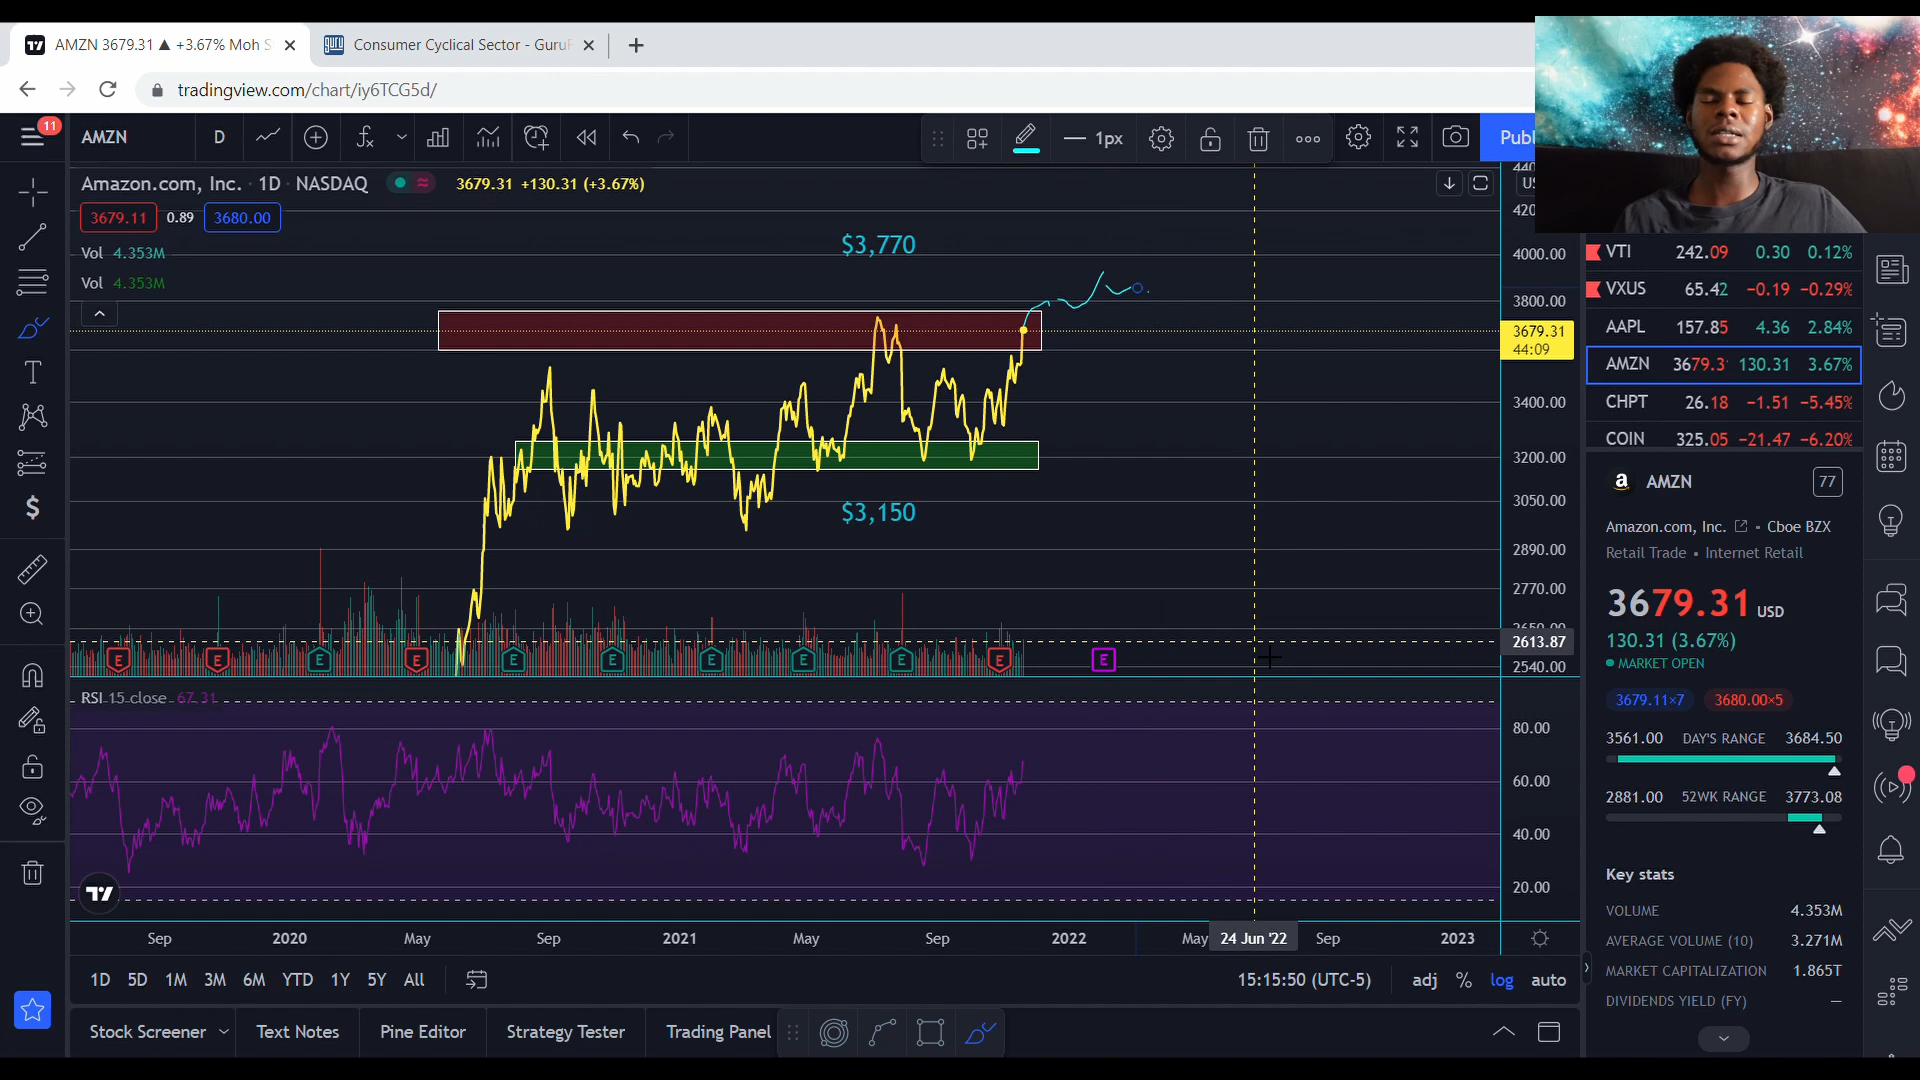 AMZN 3679.31 ▲ +3.67% Moh S
Consumer Cyclical Sector - Guru
tradingview.com/chart/iy6TCG5d/
11
AMZN
D
1px
Publ
Amazon.com, Inc. · 1D · NASDAQ
3679.31 +130.31 (+3.67%)
3679.11
0.89
3680.00
Vol 4.353M
Vol 4.353M
$3,770
$3,150
4000.00
3800.00
3679.31
44:09
3400.00
3200.00
3050.00
2890.00
2770.00
2613.87
2540.00
E E E E E E E E E E E
RSI 15 close 67.31
80.00
60.00
40.00
20.00
Sep 2020 May Sep 2021 May Sep 2022 May 24 Jun '22 Sep 2023
1D 5D 1M 3M 6M YTD 1Y 5Y All
15:15:50 (UTC-5) adj % log auto
Stock Screener Text Notes Pine Editor Strategy Tester Trading Panel
VTI 242.09 0.30 0.12%
VXUS 65.42 −0.19 −0.29%
AAPL 157.85 4.36 2.84%
AMZN 3679.31 130.31 3.67%
CHPT 26.18 −1.51 −5.45%
COIN 325.05 −21.47 −6.20%
AMZN 77
Amazon.com, Inc. • Cboe BZX
Retail Trade • Internet Retail
3679.31 USD
130.31 (3.67%)
MARKET OPEN
3679.11×7 3680.00×5
3561.00 DAY'S RANGE 3684.50
2881.00 52WK RANGE 3773.08
Key stats
VOLUME 4.353M
AVERAGE VOLUME (10) 3.271M
MARKET CAPITALIZATION 1.865T
DIVIDENDS YIELD (FY) —